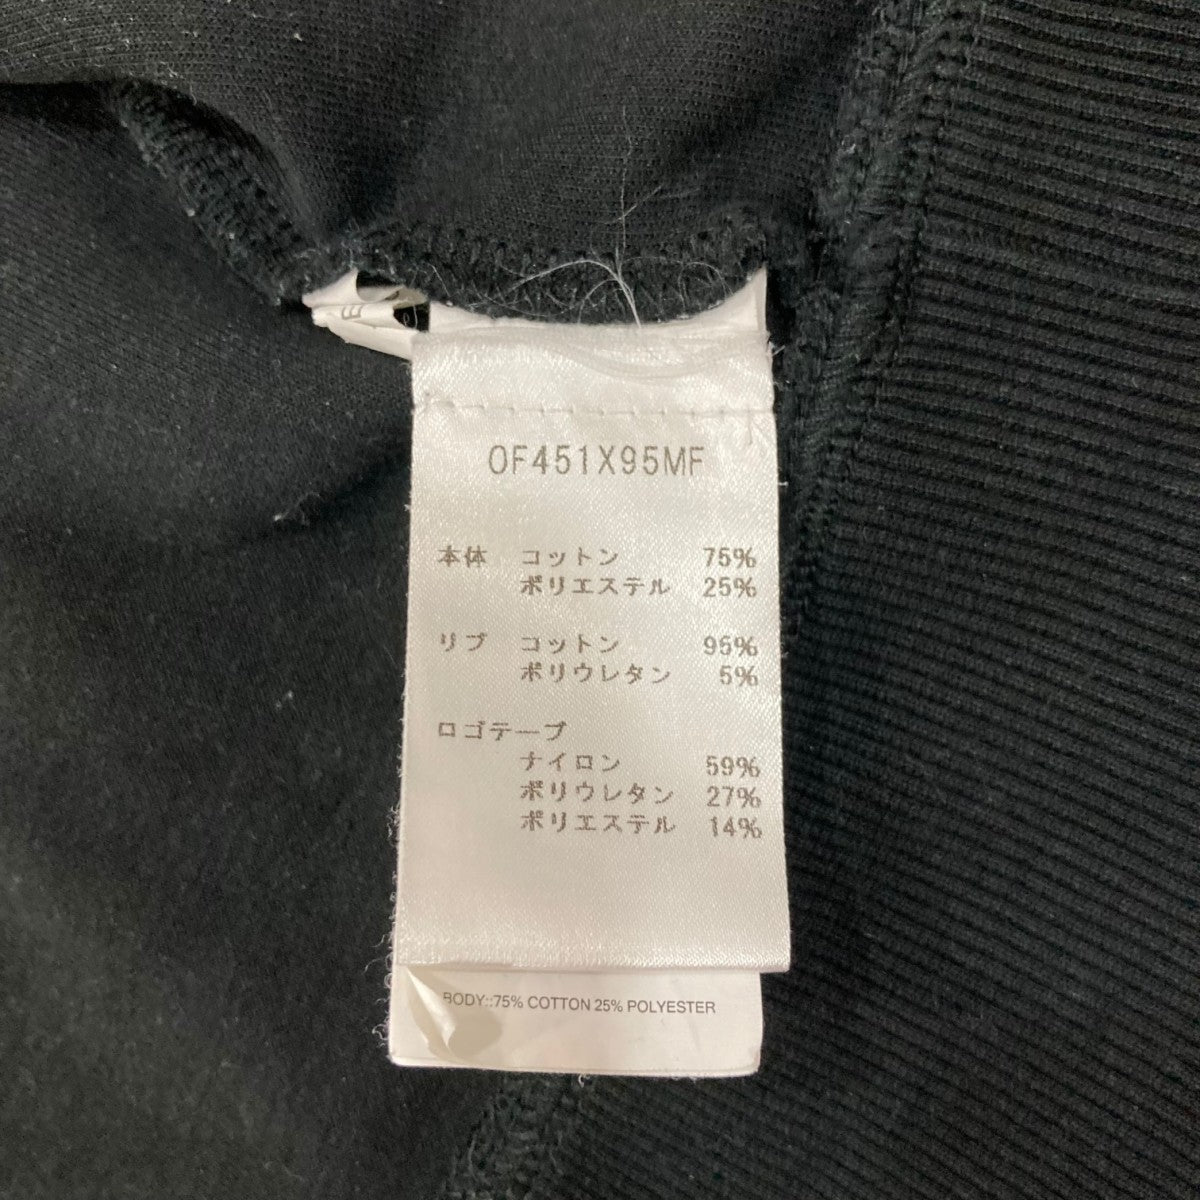 OF451X95MF
本体 コットン 75%
ポリエステル 25%
リブ コットン 95%
ポリウレタン 5%
ロゴテープ
ナイロン 59%
ポリウレタン 27%
ポリエステル 14%
BODY::75% COTTON 25% POLYESTER